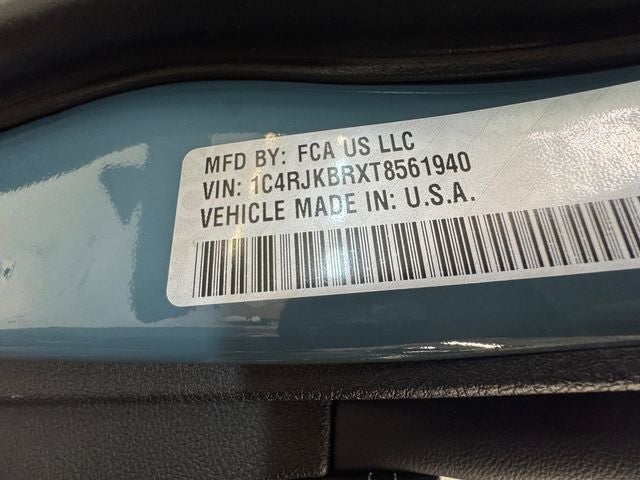 MFD BY: FCA US LLC
VIN: 1C4RJKBRXT8561940
VEHICLE MADE IN: U.S.A.